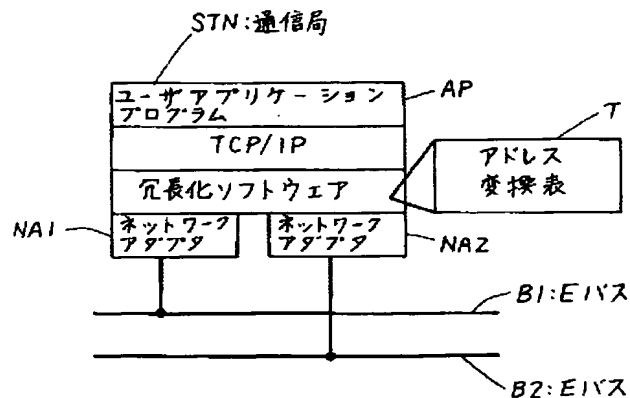 STN:通信局
ユーザアプリケーション
プログラム
AP
TCP/IP
T
アドレス
変換表
冗長化ソフトウェア
NA1
ネットワーク
アダプタ
ネットワーク
アダプタ
NA2
B1:Eバス
B2:Eバス